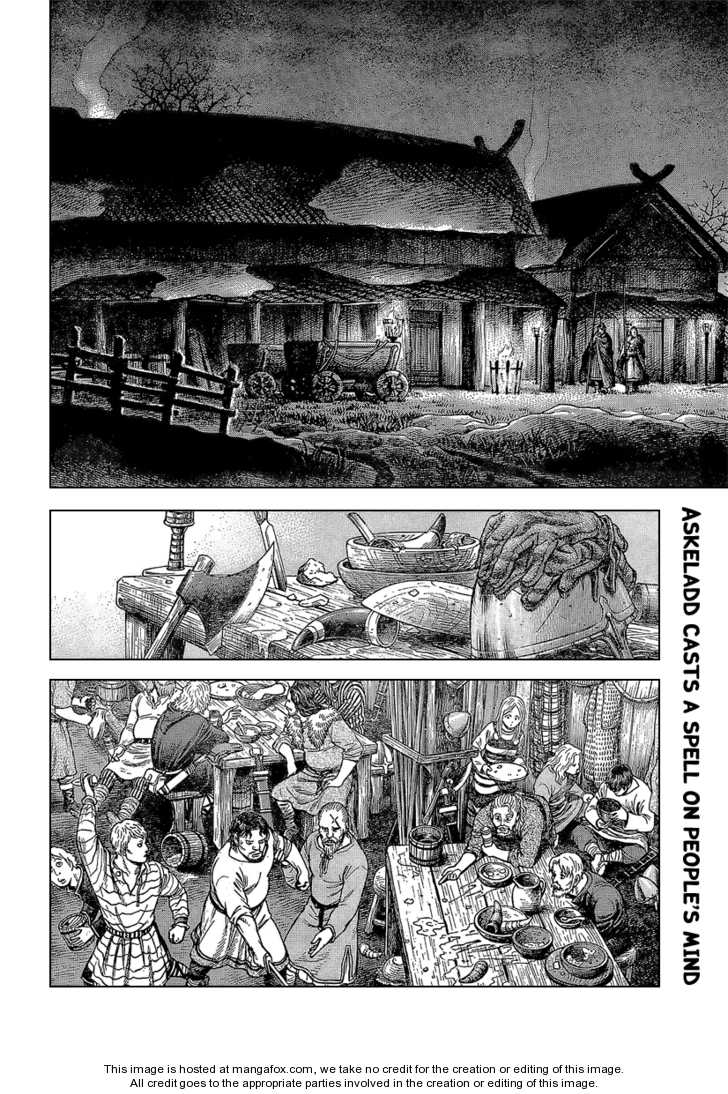 ASKELADD CASTS A SPELL ON PEOPLE'S MIND
This image is hosted at mangafox.com, we take no credit for the creation or editing of this image.
All credit goes to the appropriate parties involved in the creation or editing of this image.